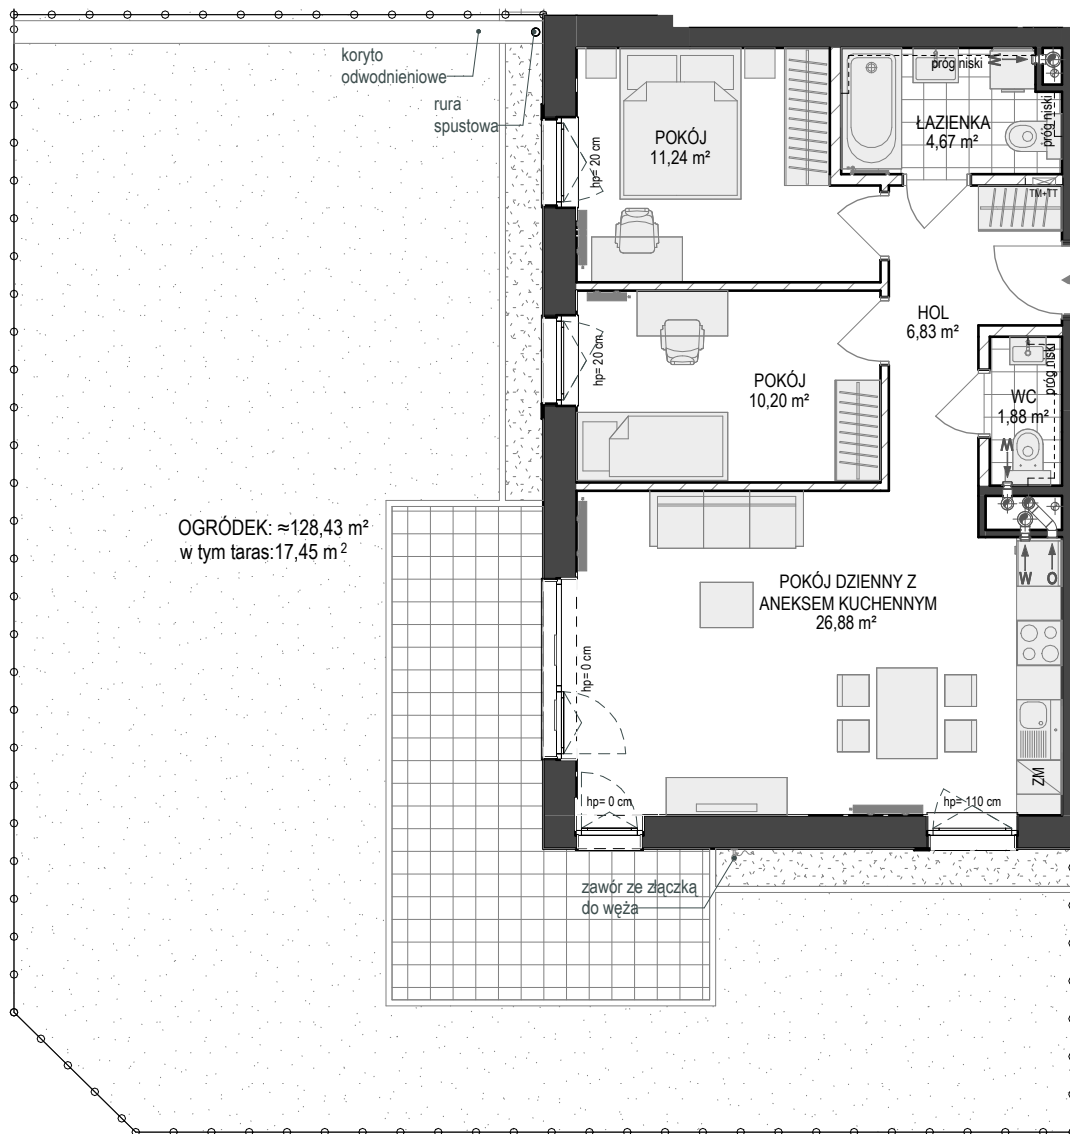 koryto
odwodnieniowe
rura
spustowa
hp= 20 cm
POKÓJ
11,24 m²
próg niski
W
ŁAZIENKA
4,67 m²
próg niski
TM+TT
HOL
6,83 m²
hp= 20 cm
POKÓJ
10,20 m²
próg niski
WC
1,88 m²
W
OGRÓDEK: ≈128,43 m²
w tym taras:17,45 m²
W O
POKÓJ DZIENNY Z
ANEKSEM KUCHENNYM
26,88 m²
hp= 0 cm
ZM
hp= 0 cm
hp= 110 cm
zawór ze złączką
do węża